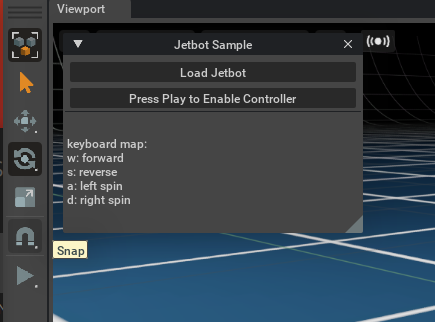 Viewport
Jetbot Sample
Load Jetbot
Press Play to Enable Controller
keyboard map:
w: forward
s: reverse
a: left spin
d: right spin
Snap